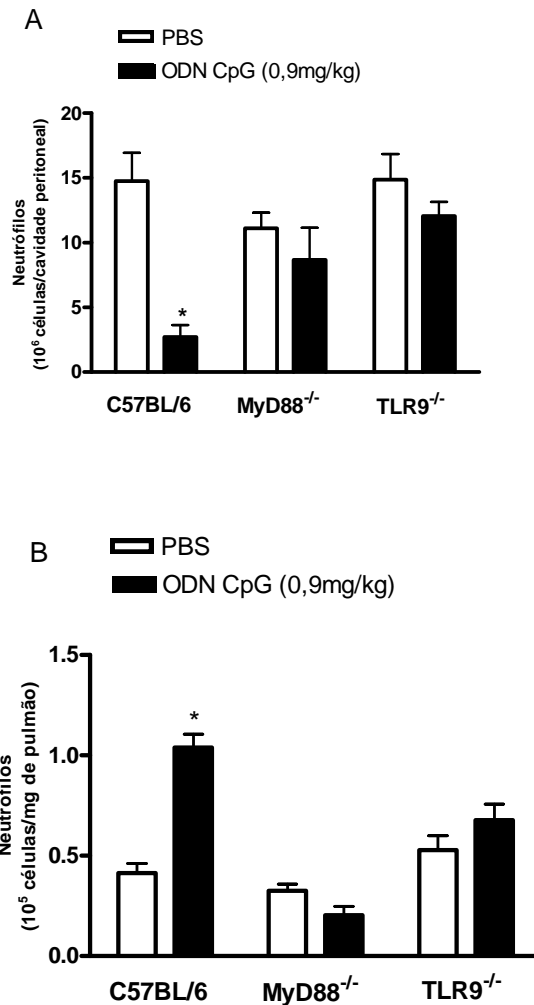 A
PBS
ODN CpG (0,9mg/kg)
Neutrófilos
(10⁶ células/cavidade peritoneal)
20
15
10
5
0
*
C57BL/6 MyD88⁻/⁻ TLR9⁻/⁻
B
PBS
ODN CpG (0,9mg/kg)
Neutrófilos
(10⁵ células/mg de pulmão)
1.5
1.0
0.5
0.0
*
C57BL/6 MyD88⁻/⁻ TLR9⁻/⁻